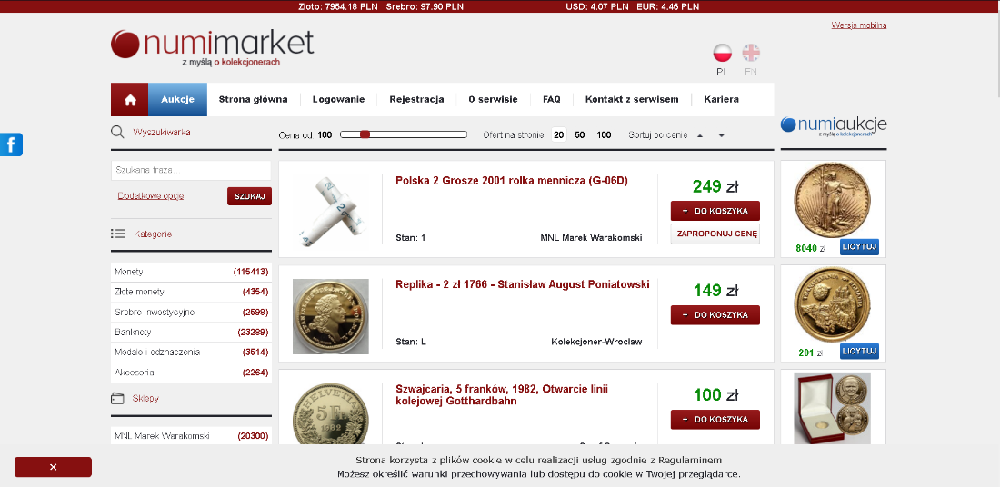 Złoto: 7954.18 PLN Srebro: 97.90 PLN USD: 4.07 PLN EUR: 4.45 PLN
Wersja mobilna
numimarket
z myślą o kolekcjonerach
PL EN
Aukcje Strona główna Logowanie Rejestracja O serwisie FAQ Kontakt z serwisem Kariera
Wyszukiwarka
Szukana fraza...
Dodatkowe opcje SZUKAJ
Kategorie
Monety (115413)
Złote monety (4354)
Srebro inwestycyjne (2598)
Banknoty (23289)
Medale i odznaczenia (3614)
Akcesoria (2264)
Sklepy
MNL Marek Warakomski (20300)
Cena od: 100 Ofert na stronie: 20 50 100 Sortuj po cenie
Polska 2 Grosze 2001 rolka mennicza (G-06D)
Stan: 1 MNL Marek Warakomski
249 zł
+ DO KOSZYKA
ZAPROPONUJ CENĘ
Replika - 2 zł 1766 - Stanisław August Poniatowski
Stan: L Kolekcjoner-Wrocław
149 zł
+ DO KOSZYKA
HELVETIA
5 Fr.
1982
Szwajcaria, 5 franków, 1982, Otwarcie linii
kolejowej Gotthardbahn
100 zł
+ DO KOSZYKA
numiaukcje
z myślą o kolekcjonerach
8040 zł LICYTUJ
201 zł LICYTUJ
Strona korzysta z plików cookie w celu realizacji usług zgodnie z Regulaminem
Możesz określić warunki przechowywania lub dostępu do cookie w Twojej przeglądarce.